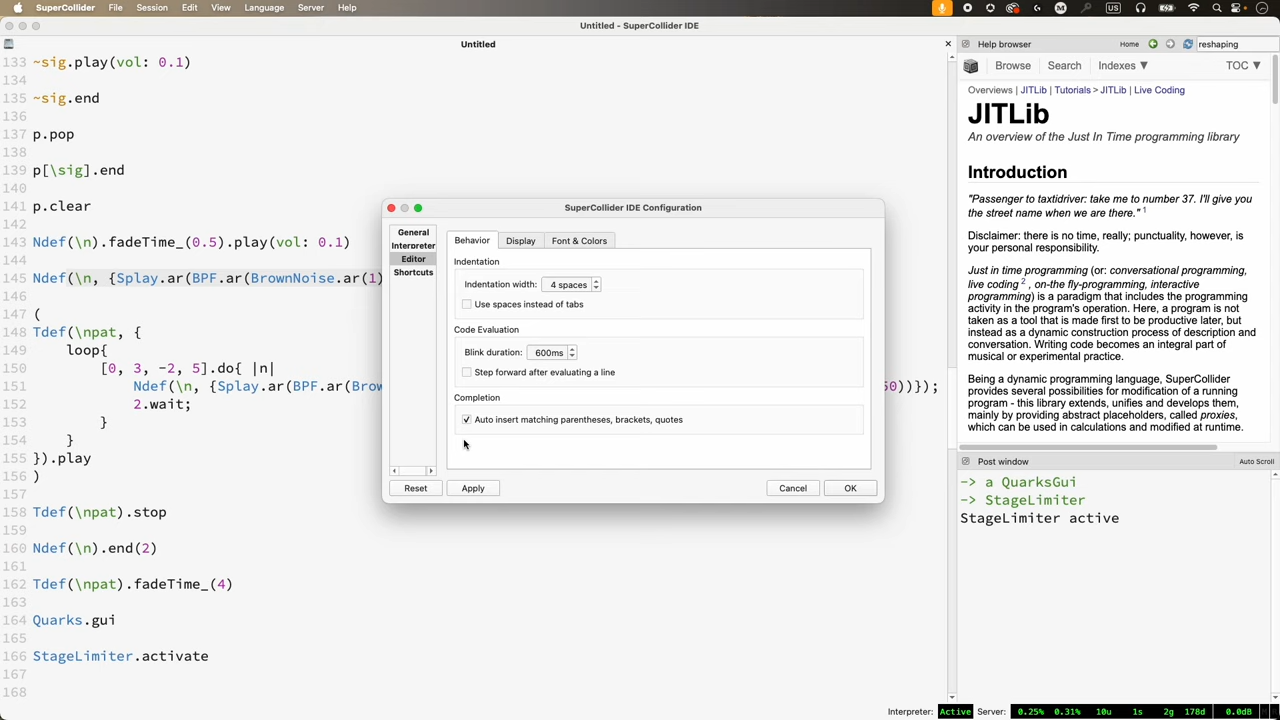 SuperCollider File Session Edit View Language Server Help
US
Untitled - SuperCollider IDE
Untitled
133 ~sig.play(vol: 0.1)
134
135 ~sig.end
136
137 p.pop
138
139 p[\sig].end
140
141 p.clear
142
143 Ndef(\n).fadeTime_(0.5).play(vol: 0.1)
144
145 Ndef(\n, {Splay.ar(BPF.ar(BrownNoise.ar(1)
146
147 (
148 Tdef(\npat, {
149 loop{
150 [0, 3, -2, 5].do{ |n|
151 Ndef(\n, {Splay.ar(BPF.ar(Brow 50))});
152 2.wait;
153 }
154 }
155 }).play
156 )
157
158 Tdef(\npat).stop
159
160 Ndef(\n).end(2)
161
162 Tdef(\npat).fadeTime_(4)
163
164 Quarks.gui
165
166 StageLimiter.activate
167
168
SuperCollider IDE Configuration
General
Interpreter
Editor
Shortcuts
Behavior Display Font & Colors
Indentation
Indentation width: 4 spaces
Use spaces instead of tabs
Code Evaluation
Blink duration: 600ms
Step forward after evaluating a line
Completion
Auto insert matching parentheses, brackets, quotes
Reset Apply Cancel OK
Help browser Home reshaping
Browse Search Indexes ▼ TOC ▼
Overviews | JITLib | Tutorials > JITLib | Live Coding
JITLib
An overview of the Just In Time programming library
Introduction
"Passenger to taxtidriver: take me to number 37. I'll give you
the street name when we are there." 1
Disclaimer: there is no time, really; punctuality, however, is
your personal responsibility.
Just in time programming (or: conversational programming,
live coding 2 , on-the fly-programming, interactive
programming) is a paradigm that includes the programming
activity in the program's operation. Here, a program is not
taken as a tool that is made first to be productive later, but
instead as a dynamic construction process of description and
conversation. Writing code becomes an integral part of
musical or experimental practice.
Being a dynamic programming language, SuperCollider
provides several possibilities for modification of a running
program - this library extends, unifies and develops them,
mainly by providing abstract placeholders, called proxies,
which can be used in calculations and modified at runtime.
Post window Auto Scroll
-> a QuarksGui
-> StageLimiter
StageLimiter active
Interpreter: Active Server: 0.25% 0.31% 10u 1s 2g 178d 0.0dB